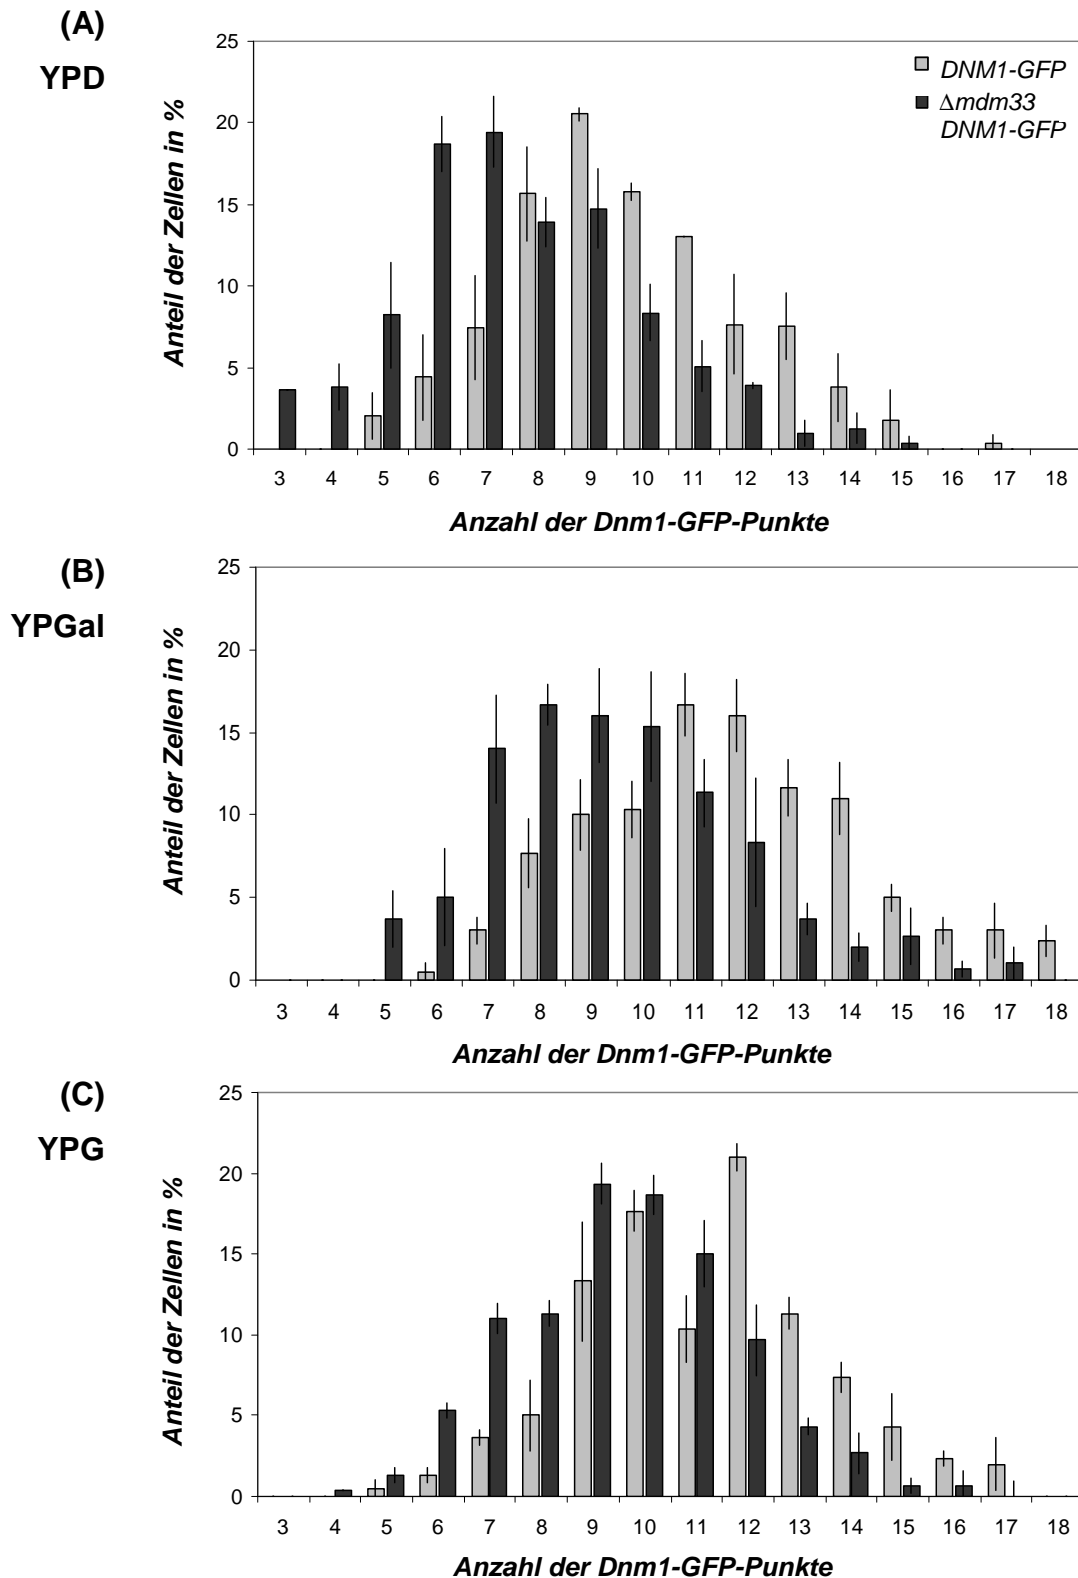 (A)
YPD
Anteil der Zellen in %
25
20
15
10
5
0
DNM1-GFP
Δmdm33
DNM1-GFP
3 4 5 6 7 8 9 10 11 12 13 14 15 16 17 18
Anzahl der Dnm1-GFP-Punkte
(B)
YPGal
Anteil der Zellen in %
25
20
15
10
5
0
3 4 5 6 7 8 9 10 11 12 13 14 15 16 17 18
Anzahl der Dnm1-GFP-Punkte
(C)
YPG
Anteil der Zellen in %
25
20
15
10
5
0
3 4 5 6 7 8 9 10 11 12 13 14 15 16 17 18
Anzahl der Dnm1-GFP-Punkte